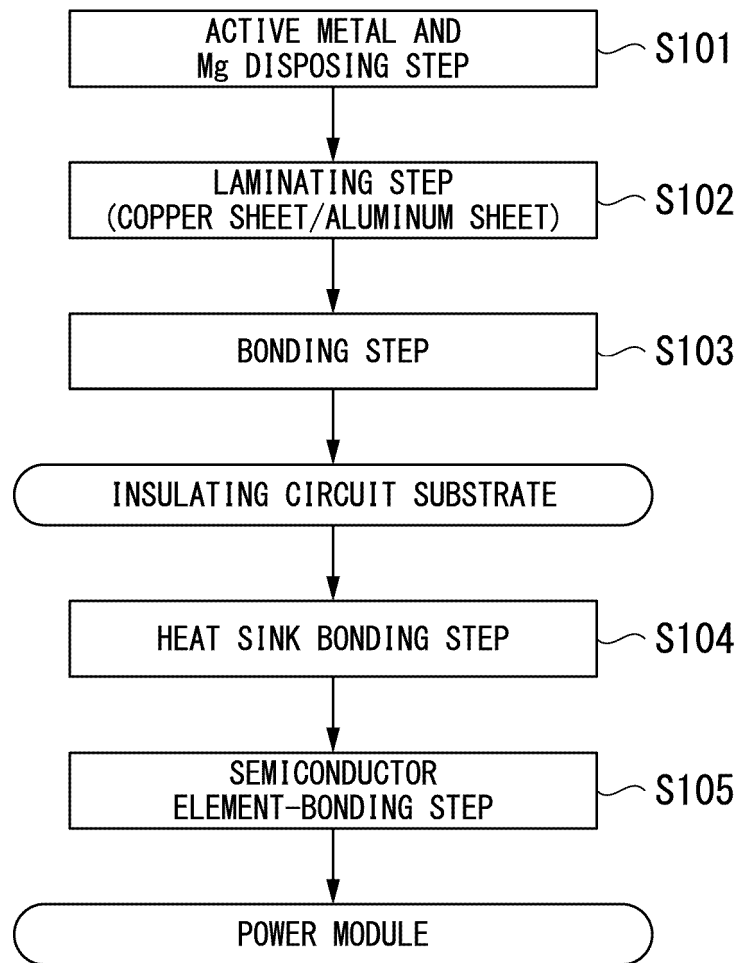 ACTIVE METAL AND
Mg DISPOSING STEP
S101
LAMINATING STEP
(COPPER SHEET/ALUMINUM SHEET)
S102
BONDING STEP
S103
INSULATING CIRCUIT SUBSTRATE
HEAT SINK BONDING STEP
S104
SEMICONDUCTOR
ELEMENT-BONDING STEP
S105
POWER MODULE